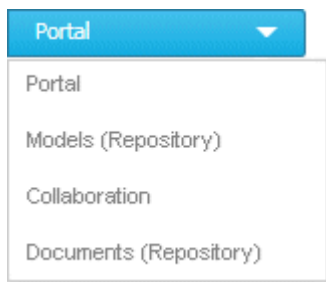 Portal
Portal
Models (Repository)
Collaboration
Documents (Repository)